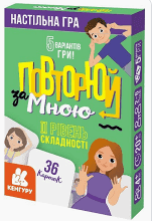 НАСТІЛЬНА ГРА
6 ВАРІАНТІВ
ГРИ!
ПОВТОРЮЙ
за Мною
ІІ РІВЕНЬ
СКЛАДНОСТІ
36
Карток
КЕНГУРУ